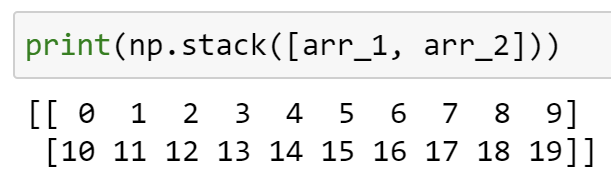 print(np.stack([arr_1, arr_2]))
[[ 0  1  2  3  4  5  6  7  8  9]
 [10 11 12 13 14 15 16 17 18 19]]